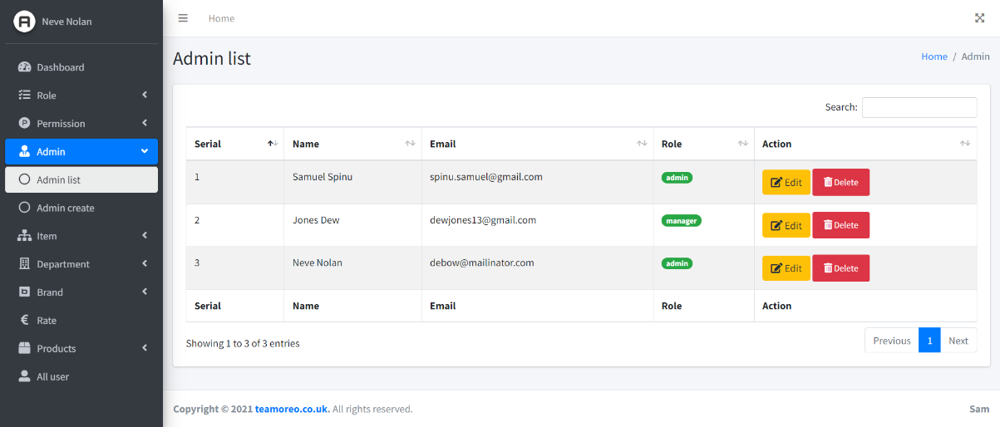 Neve Nolan
Home
Dashboard
Role
Permission
Admin
Admin list
Admin create
Item
Department
Brand
Rate
Products
All user
Admin list
Home / Admin
Search:
Serial Name Email Role Action
1 Samuel Spinu spinu.samuel@gmail.com admin Edit Delete
2 Jones Dew dewjones13@gmail.com manager Edit Delete
3 Neve Nolan debow@mailinator.com admin Edit Delete
Serial Name Email Role Action
Showing 1 to 3 of 3 entries
Previous 1 Next
Copyright © 2021 teamoreo.co.uk. All rights reserved.
Sam